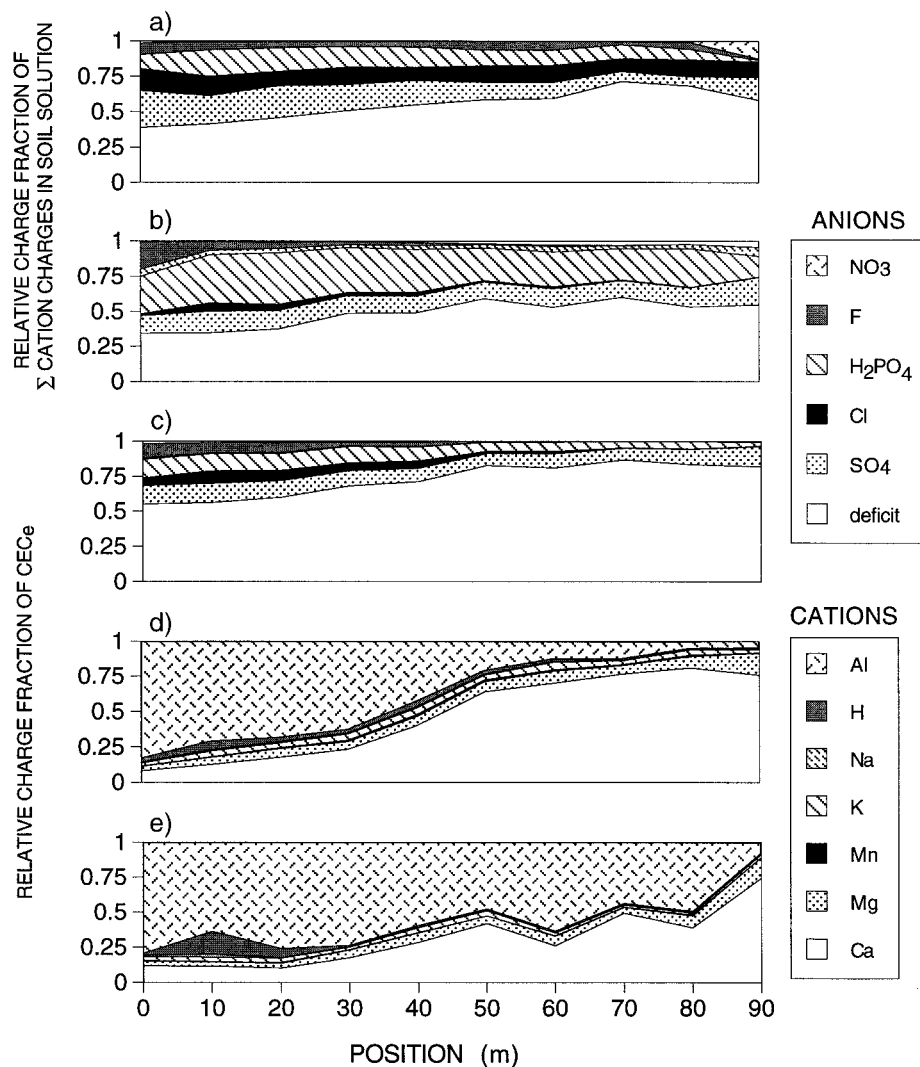 RELATIVE CHARGE FRACTION OF
Σ CATION CHARGES IN SOIL SOLUTION
RELATIVE CHARGE FRACTION OF CECe
a)
1
0.75
0.5
0.25
0
b)
1
0.75
0.5
0.25
0
c)
1
0.75
0.5
0.25
0
d)
1
0.75
0.5
0.25
0
e)
1
0.75
0.5
0.25
0
0 10 20 30 40 50 60 70 80 90
POSITION (m)
ANIONS
NO3
F
H2PO4
Cl
SO4
deficit
CATIONS
Al
H
Na
K
Mn
Mg
Ca